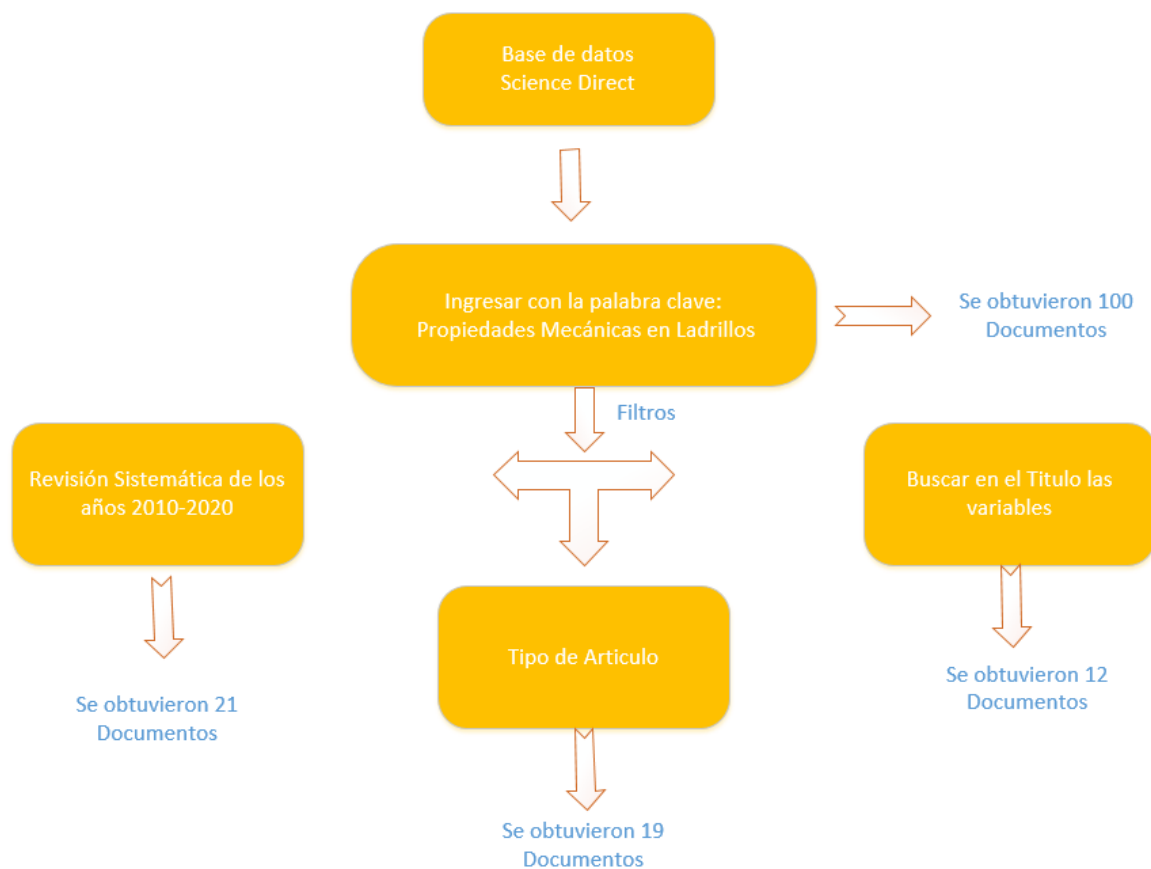 Base de datos
Science Direct
Ingresar con la palabra clave:
Propiedades Mecánicas en Ladrillos
Se obtuvieron 100
Documentos
Filtros
Revisión Sistemática de los
años 2010-2020
Buscar en el Titulo las
variables
Tipo de Articulo
Se obtuvieron 21
Documentos
Se obtuvieron 12
Documentos
Se obtuvieron 19
Documentos